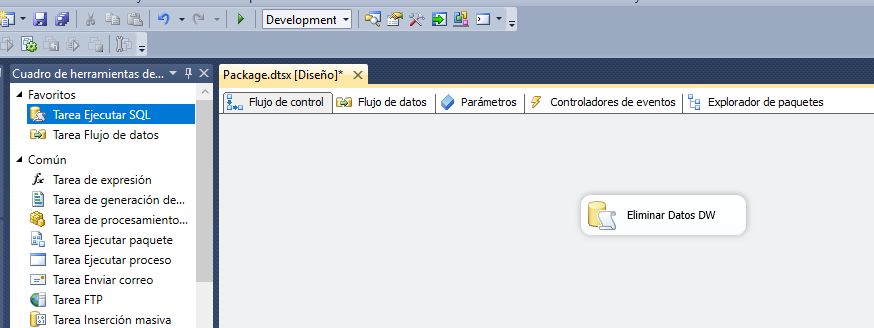 Development
Cuadro de herramientas de...
Package.dtsx [Diseño]*
Favoritos
Tarea Ejecutar SQL
Tarea Flujo de datos
Común
Tarea de expresión
Tarea de generación de...
Tarea de procesamiento...
Tarea Ejecutar paquete
Tarea Ejecutar proceso
Tarea Enviar correo
Tarea FTP
Tarea Inserción masiva
Flujo de control
Flujo de datos
Parámetros
Controladores de eventos
Explorador de paquetes
Eliminar Datos DW